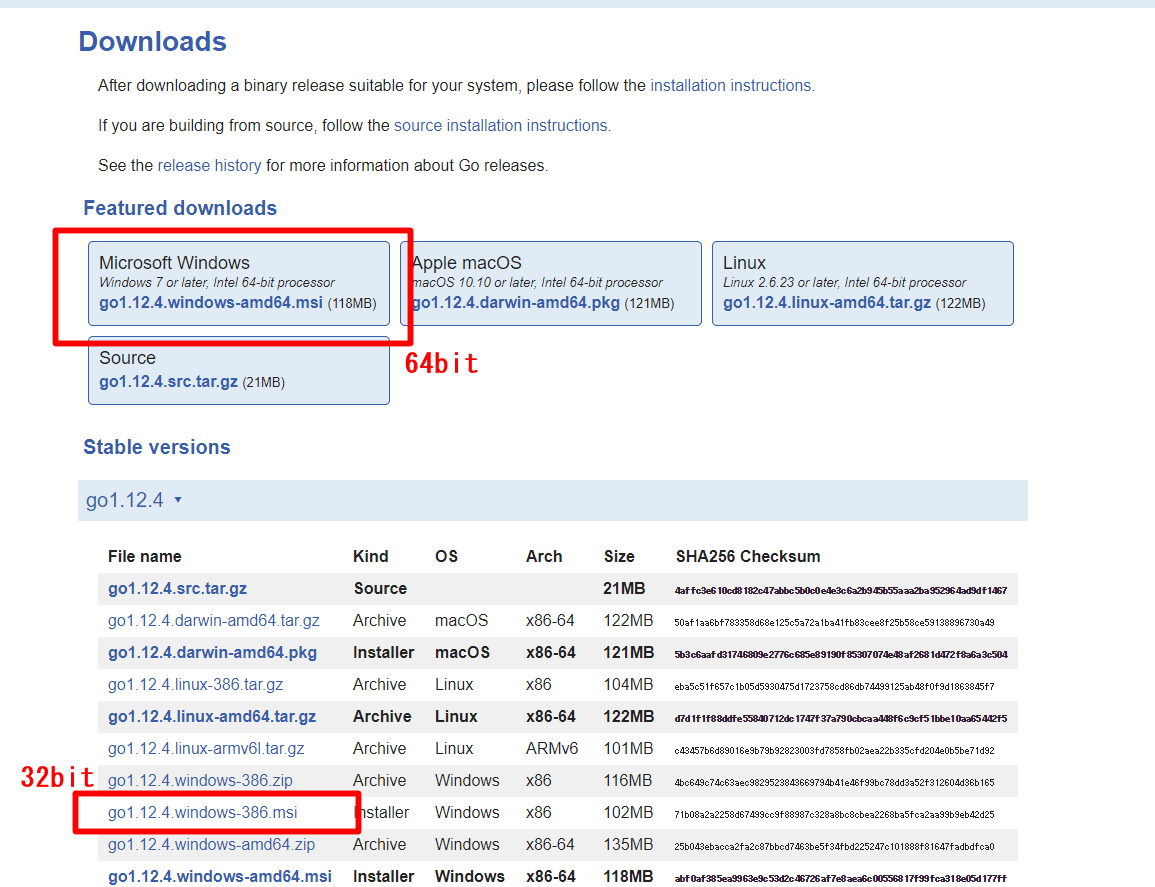 Downloads
After downloading a binary release suitable for your system, please follow the installation instructions.
If you are building from source, follow the source installation instructions.
See the release history for more information about Go releases.
Featured downloads
Microsoft Windows
Windows 7 or later, Intel 64-bit processor
go1.12.4.windows-amd64.msi (118MB)
Apple macOS
macOS 10.10 or later, Intel 64-bit processor
go1.12.4.darwin-amd64.pkg (121MB)
Linux
Linux 2.6.23 or later, Intel 64-bit processor
go1.12.4.linux-amd64.tar.gz (122MB)
Source
go1.12.4.src.tar.gz (21MB)
64bit
Stable versions
go1.12.4 ▾
File name Kind OS Arch Size SHA256 Checksum
go1.12.4.src.tar.gz Source 21MB 4affc3e610cd8182c47abbc5b0c0e4e3c6a2b945b55aaa2ba952964ad9df1467
go1.12.4.darwin-amd64.tar.gz Archive macOS x86-64 122MB 50af1aa6bf783358d68e125c5a72a1ba41fb83cee8f25b58ce59138896730a49
go1.12.4.darwin-amd64.pkg Installer macOS x86-64 121MB 5b3c6aafd31746809e2776c685e89190f85307074e48af2681d472f8a6a3c504
go1.12.4.linux-386.tar.gz Archive Linux x86 104MB eba5c51f657c1b05d5930475d1723758cd86db74499125ab48f0f9d1863845f7
go1.12.4.linux-amd64.tar.gz Archive Linux x86-64 122MB d7d1f1f88ddfe55840712dc1747f37a790cbcaa448f6c9cf51bbe10aa65442f5
go1.12.4.linux-armv6l.tar.gz Archive Linux ARMv6 101MB c43457b6d89016e9b79b92823003fd7858fb02aea22b335cfd204e0b5be71d92
32bit
go1.12.4.windows-386.zip Archive Windows x86 116MB 4bc649c74c63aec9829523843669794b41e46f99bc78dd3a52f312604d36b165
go1.12.4.windows-386.msi Installer Windows x86 102MB 71b08a2a2258d67499cc9f88987c328a8bc8cbea2268ba5fca2aa99b9eb42d25
go1.12.4.windows-amd64.zip Archive Windows x86-64 135MB 25b043ebacca2fa2c87bbcd7463be5f34fbd225247c101888f81647fadbdfca0
go1.12.4.windows-amd64.msi Installer Windows x86-64 118MB abf0af385ea9963e9c53d2c46726af7e8aea6c00556817f99fca318e05d177ff